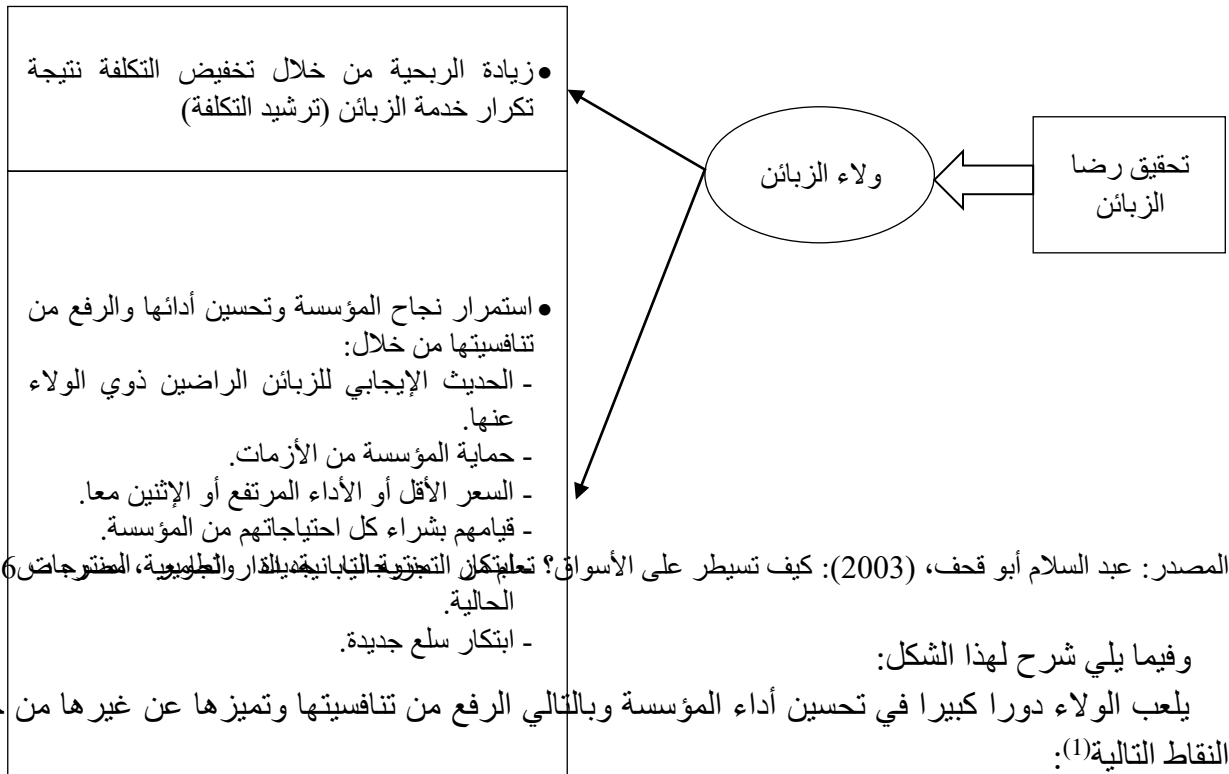 • زيادة الربحية من خلال تخفيض التكلفة نتيجة
تكرار خدمة الزبائن (ترشيد التكلفة)
ولاء الزبائن
تحقيق رضا
الزبائن
• استمرار نجاح المؤسسة وتحسين أدائها والرفع من
تنافسيتها من خلال:
- الحديث الإيجابي للزبائن الراضين ذوي الولاء
عنها.
- حماية المؤسسة من الأزمات.
- السعر الأقل أو الأداء المرتفع أو الإثنين معا.
- قيامهم بشراء كل احتياجاتهم من المؤسسة.
الحالية.
- ابتكار سلع جديدة.
المصدر: عبد السلام أبو قحف، (2003): كيف تسيطر على الأسواق؟
وفيما يلي شرح لهذا الشكل:
يلعب الولاء دورا كبيرا في تحسين أداء المؤسسة وبالتالي الرفع من تنافسيتها وتميزها عن غيرها من
النقاط التالية(1):